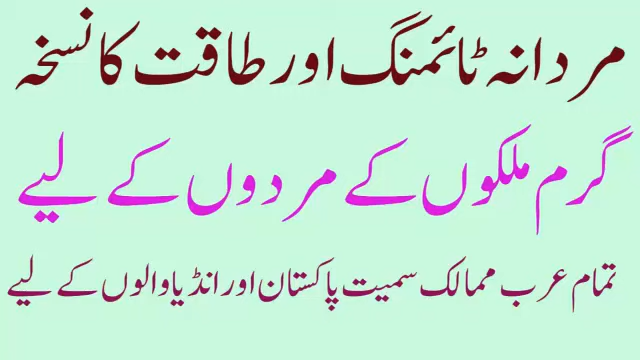 مردانہ ٹائمنگ اور طاقت کا نسخہ
گرم ملکوں کے مردوں کے لیے
تمام عرب ممالک سمیت پاکستان اور انڈیا والوں کے لیے